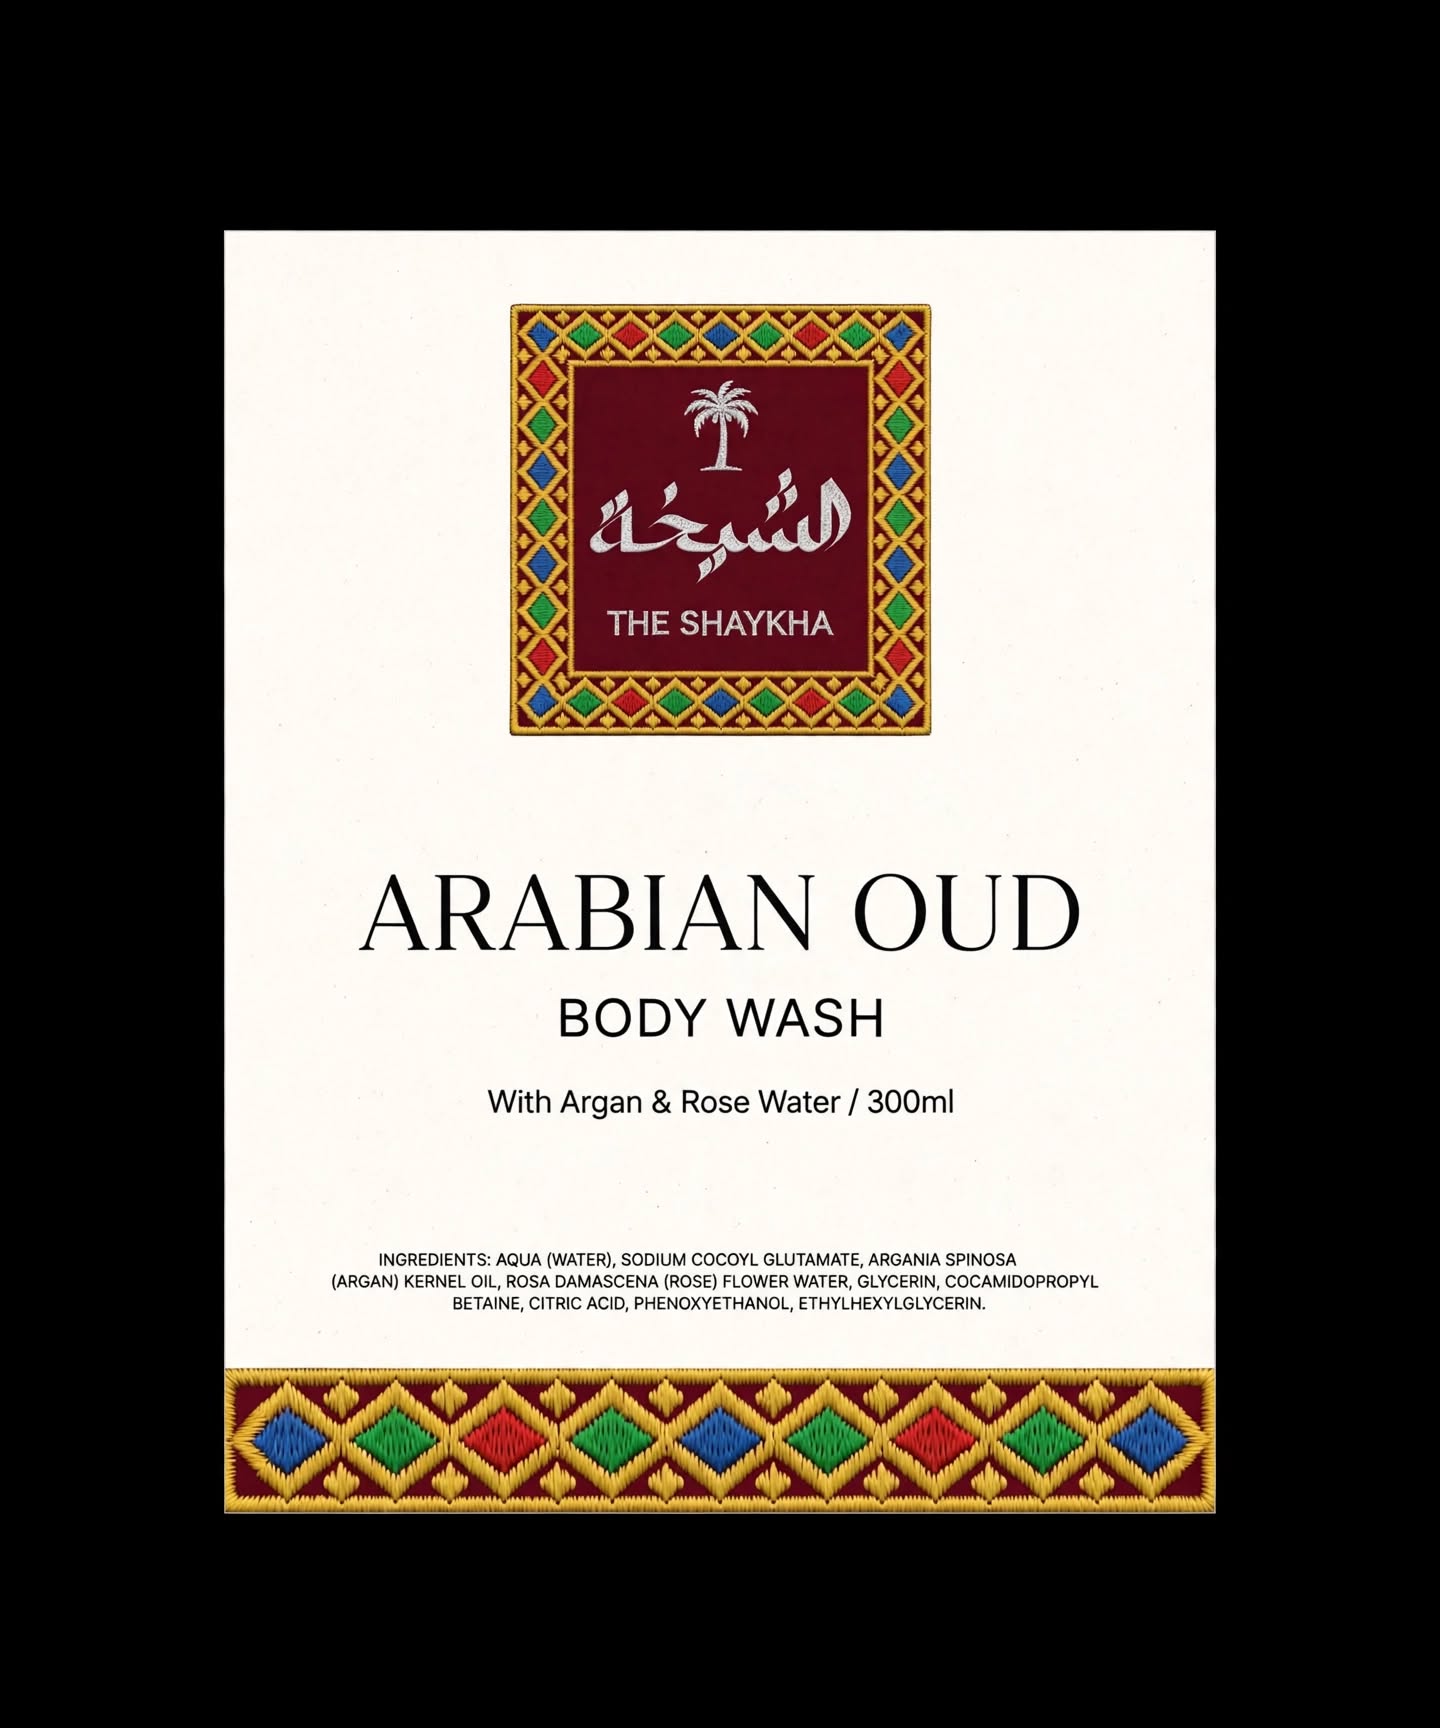 الشيخة
THE SHAYKHA
ARABIAN OUD
BODY WASH
With Argan & Rose Water / 300ml
INGREDIENTS: AQUA (WATER), SODIUM COCOYL GLUTAMATE, ARGANIA SPINOSA
(ARGAN) KERNEL OIL, ROSA DAMASCENA (ROSE) FLOWER WATER, GLYCERIN, COCAMIDOPROPYL
BETAINE, CITRIC ACID, PHENOXYETHANOL, ETHYLHEXYLGLYCERIN.